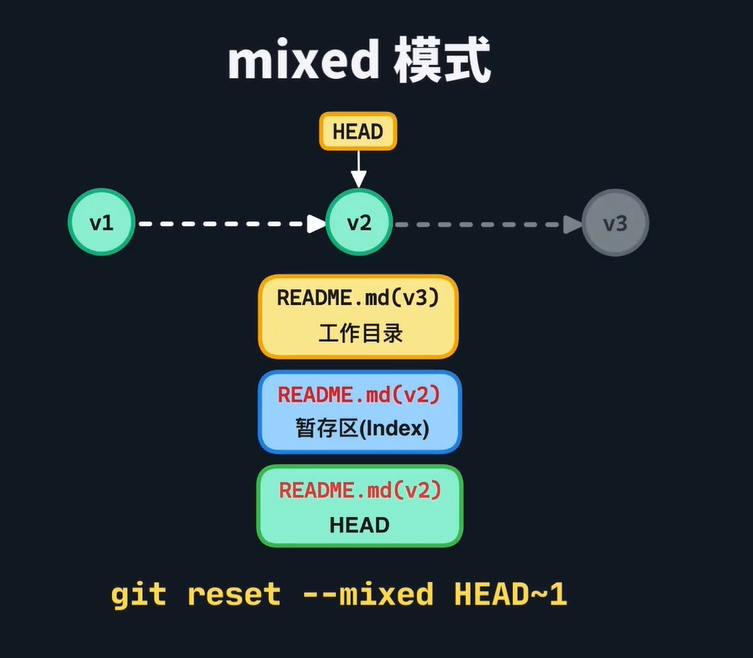 mixed 模式
HEAD
v1
v2
v3
README.md(v3)
工作目录
README.md(v2)
暂存区(Index)
README.md(v2)
HEAD
git reset --mixed HEAD~1